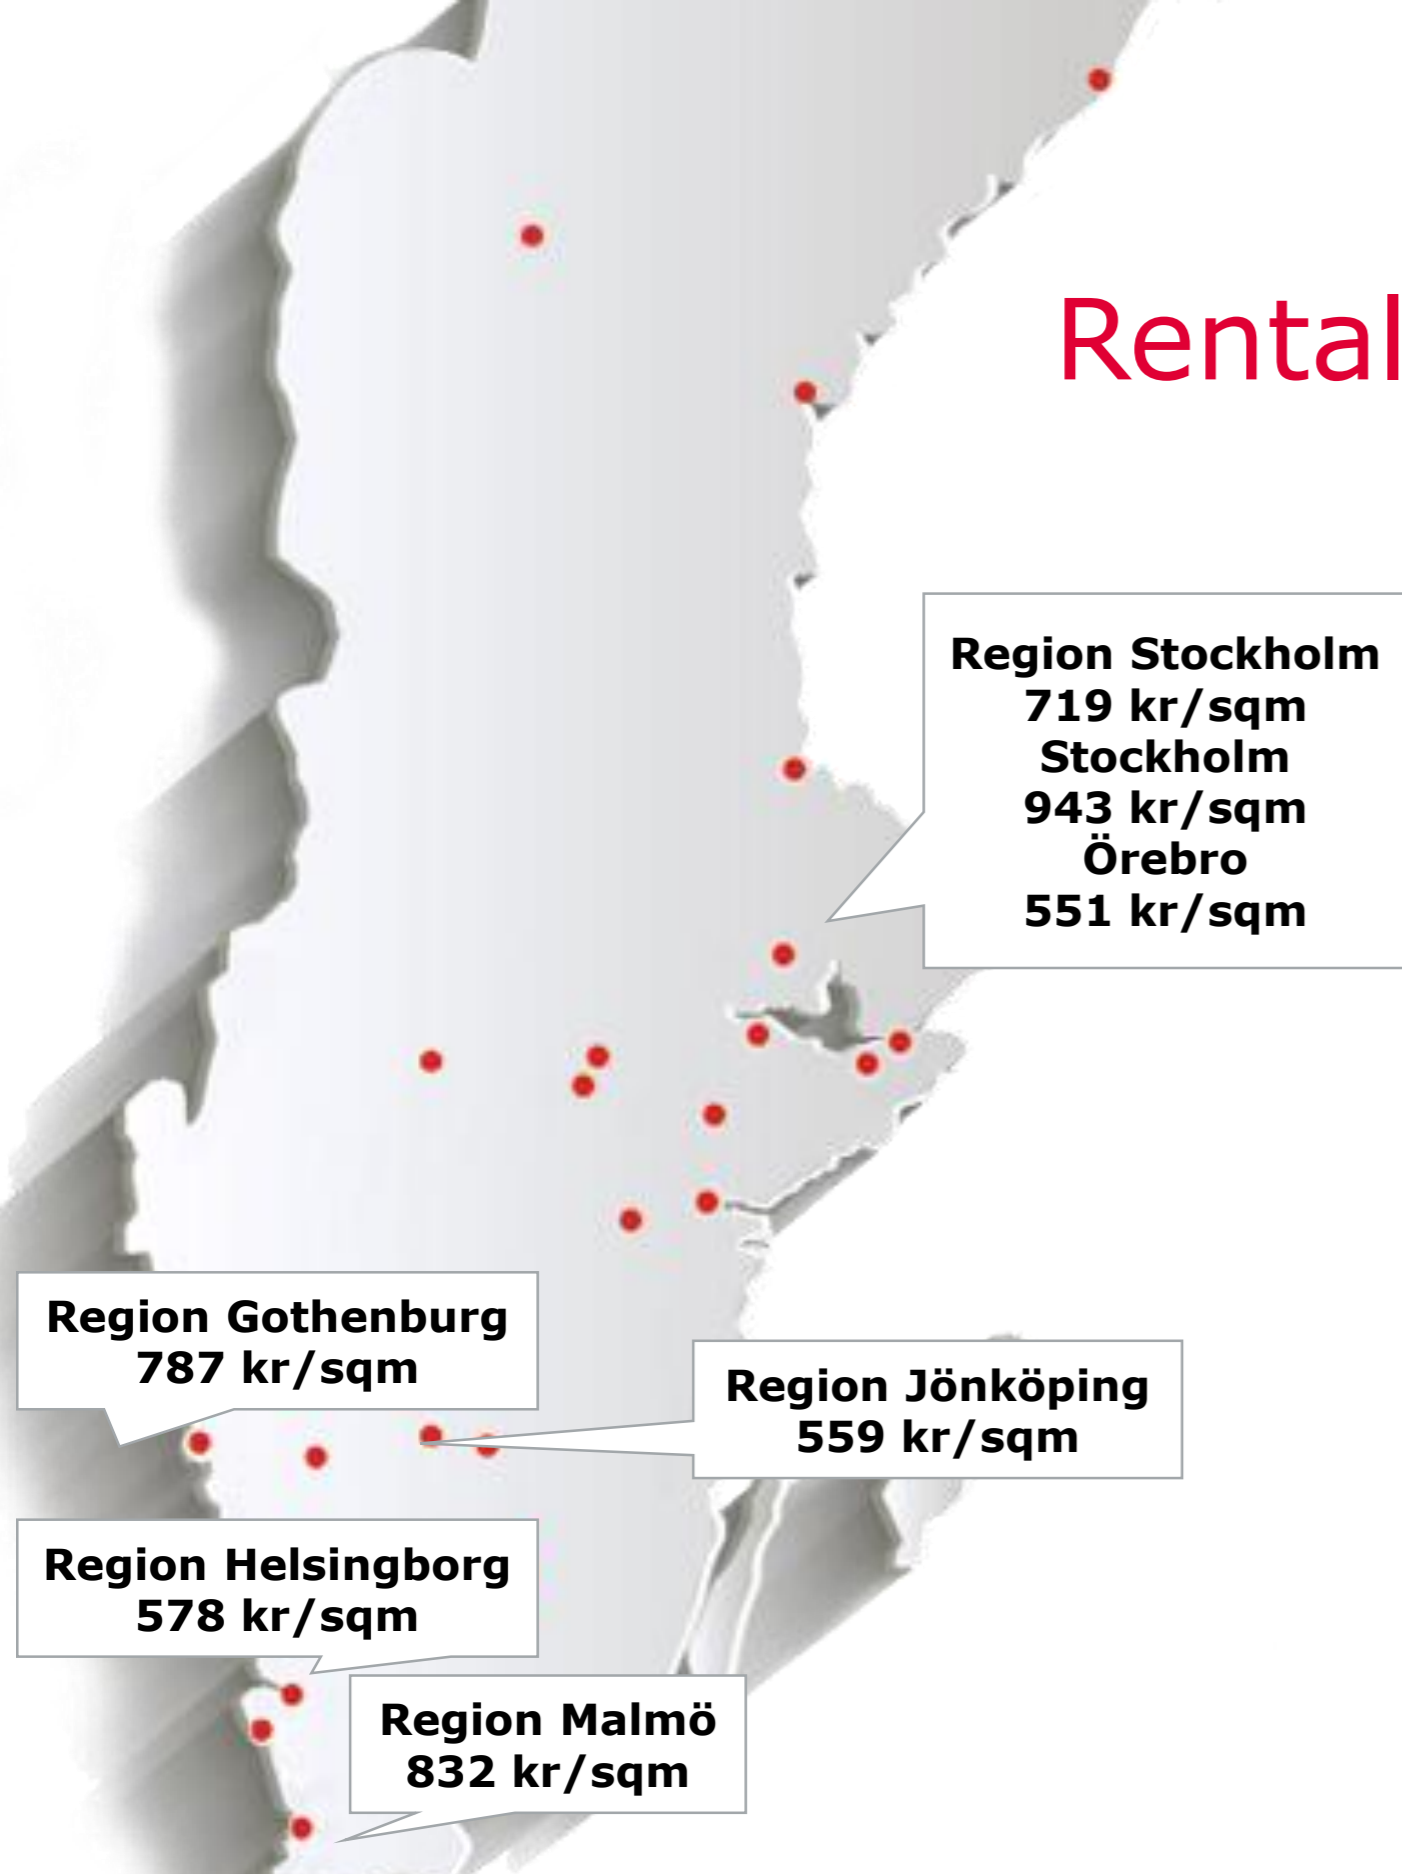 Rental
Region Stockholm
719 kr/sqm
Stockholm
943 kr/sqm
Örebro
551 kr/sqm
Region Gothenburg
787 kr/sqm
Region Jönköping
559 kr/sqm
Region Helsingborg
578 kr/sqm
Region Malmö
832 kr/sqm